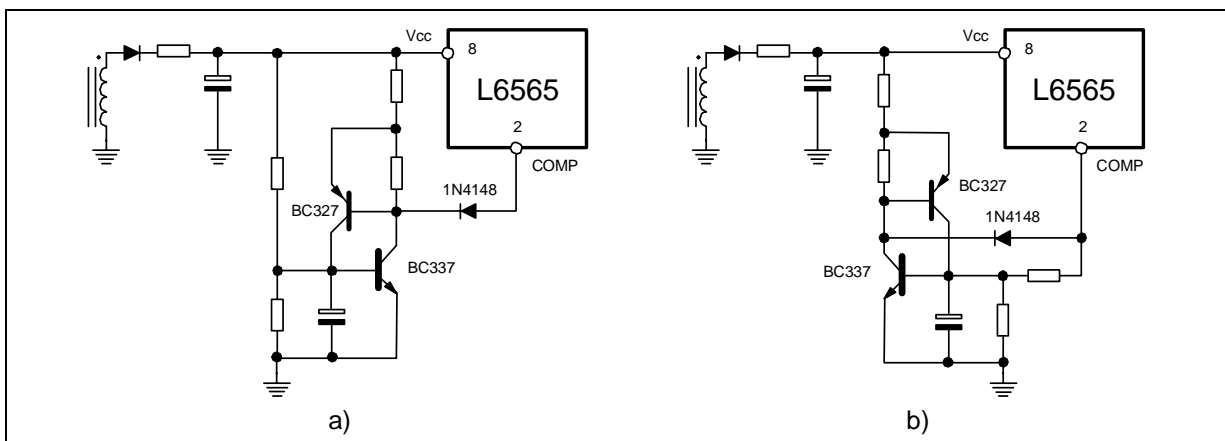 Vcc
8
L6565
2
COMP
1N4148
BC327
BC337
a)
Vcc
8
L6565
2
COMP
BC327
1N4148
BC337
b)